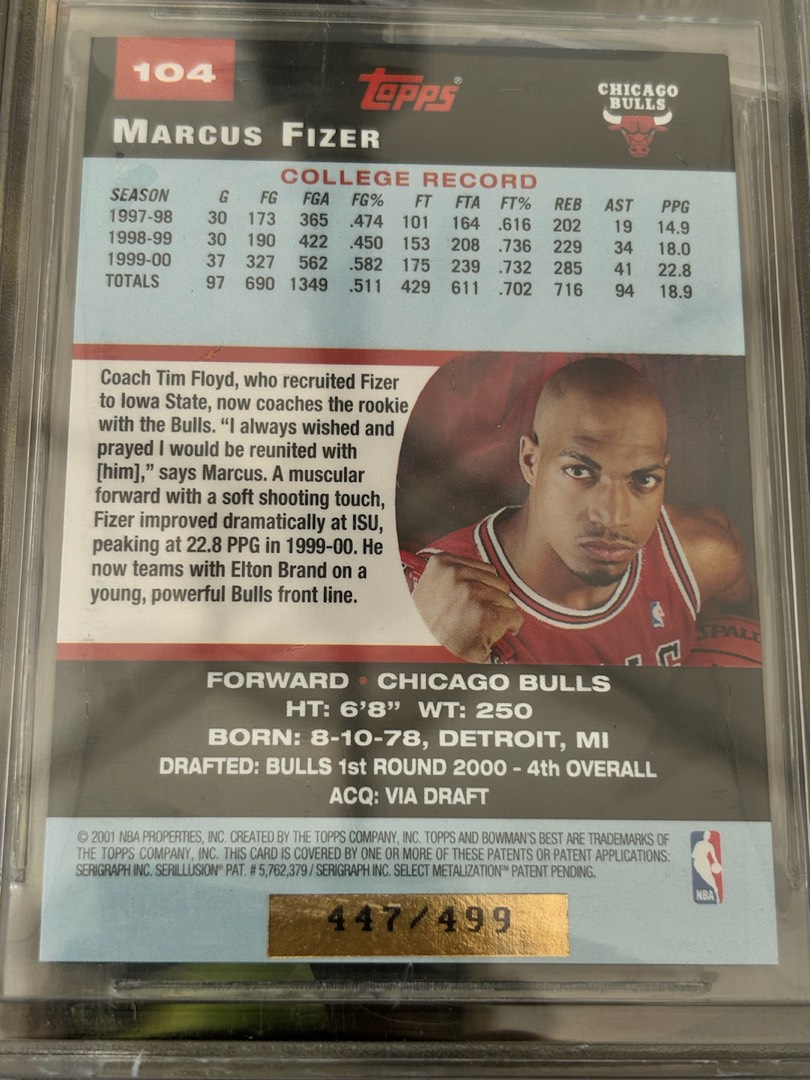 104
Topps®
CHICAGO
BULLS
MARCUS FIZER
COLLEGE RECORD
SEASON G FG FGA FG% FT FTA FT% REB AST PPG
1997-98 30 173 365 .474 101 164 .616 202 19 14.9
1998-99 30 190 422 .450 153 208 .736 229 34 18.0
1999-00 37 327 562 .582 175 239 .732 285 41 22.8
TOTALS 97 690 1349 .511 429 611 .702 716 94 18.9
Coach Tim Floyd, who recruited Fizer
to Iowa State, now coaches the rookie
with the Bulls. “I always wished and
prayed I would be reunited with
[him],” says Marcus. A muscular
forward with a soft shooting touch,
Fizer improved dramatically at ISU,
peaking at 22.8 PPG in 1999-00. He
now teams with Elton Brand on a
young, powerful Bulls front line.
FORWARD • CHICAGO BULLS
HT: 6’8” WT: 250
BORN: 8-10-78, DETROIT, MI
DRAFTED: BULLS 1st ROUND 2000 - 4th OVERALL
ACQ: VIA DRAFT
© 2001 NBA PROPERTIES, INC. CREATED BY THE TOPPS COMPANY, INC. TOPPS AND BOWMAN'S BEST ARE TRADEMARKS OF
THE TOPPS COMPANY, INC. THIS CARD IS COVERED BY ONE OR MORE OF THESE PATENTS OR PATENT APPLICATIONS:
SERIGRAPH INC. SERILLUSION® PAT. # 5,762,379 / SERIGRAPH INC. SELECT METALIZATION™ PATENT PENDING.
NBA
447/499